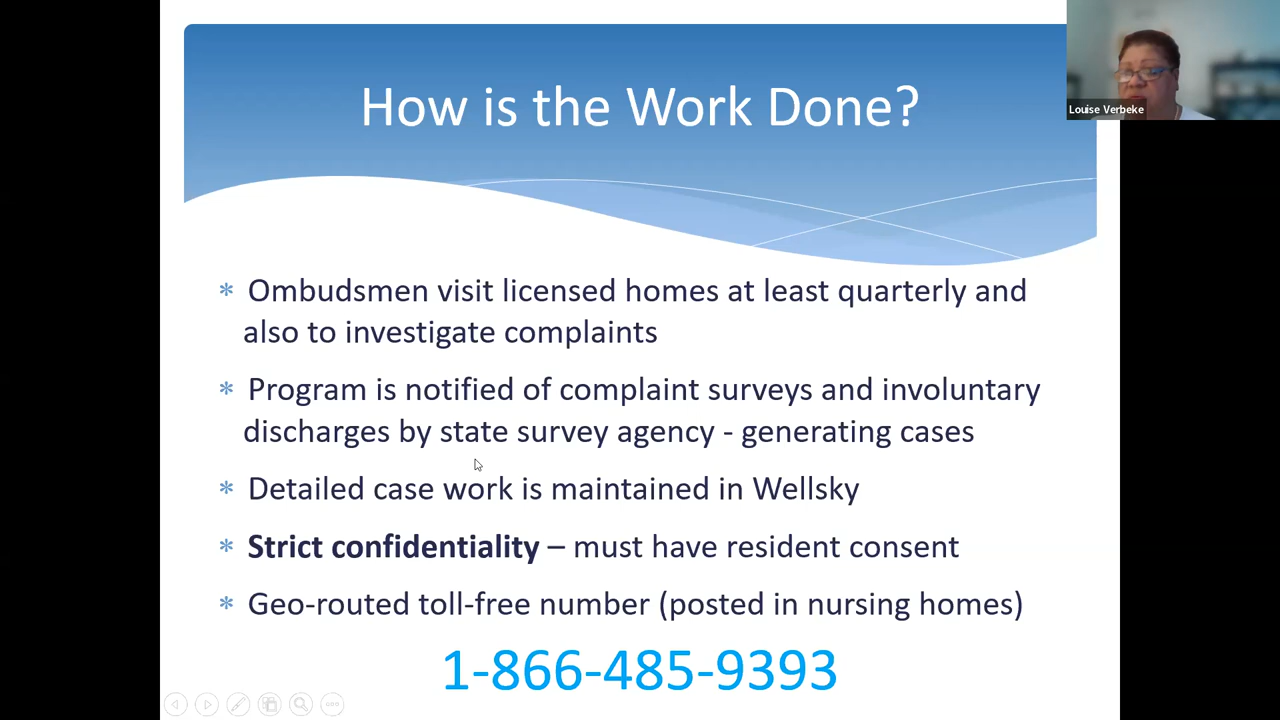 How is the Work Done?
Louise Verbeke
* Ombudsmen visit licensed homes at least quarterly and
also to investigate complaints
* Program is notified of complaint surveys and involuntary
discharges by state survey agency - generating cases
* Detailed case work is maintained in Wellsky
* Strict confidentiality – must have resident consent
* Geo-routed toll-free number (posted in nursing homes)
1-866-485-9393